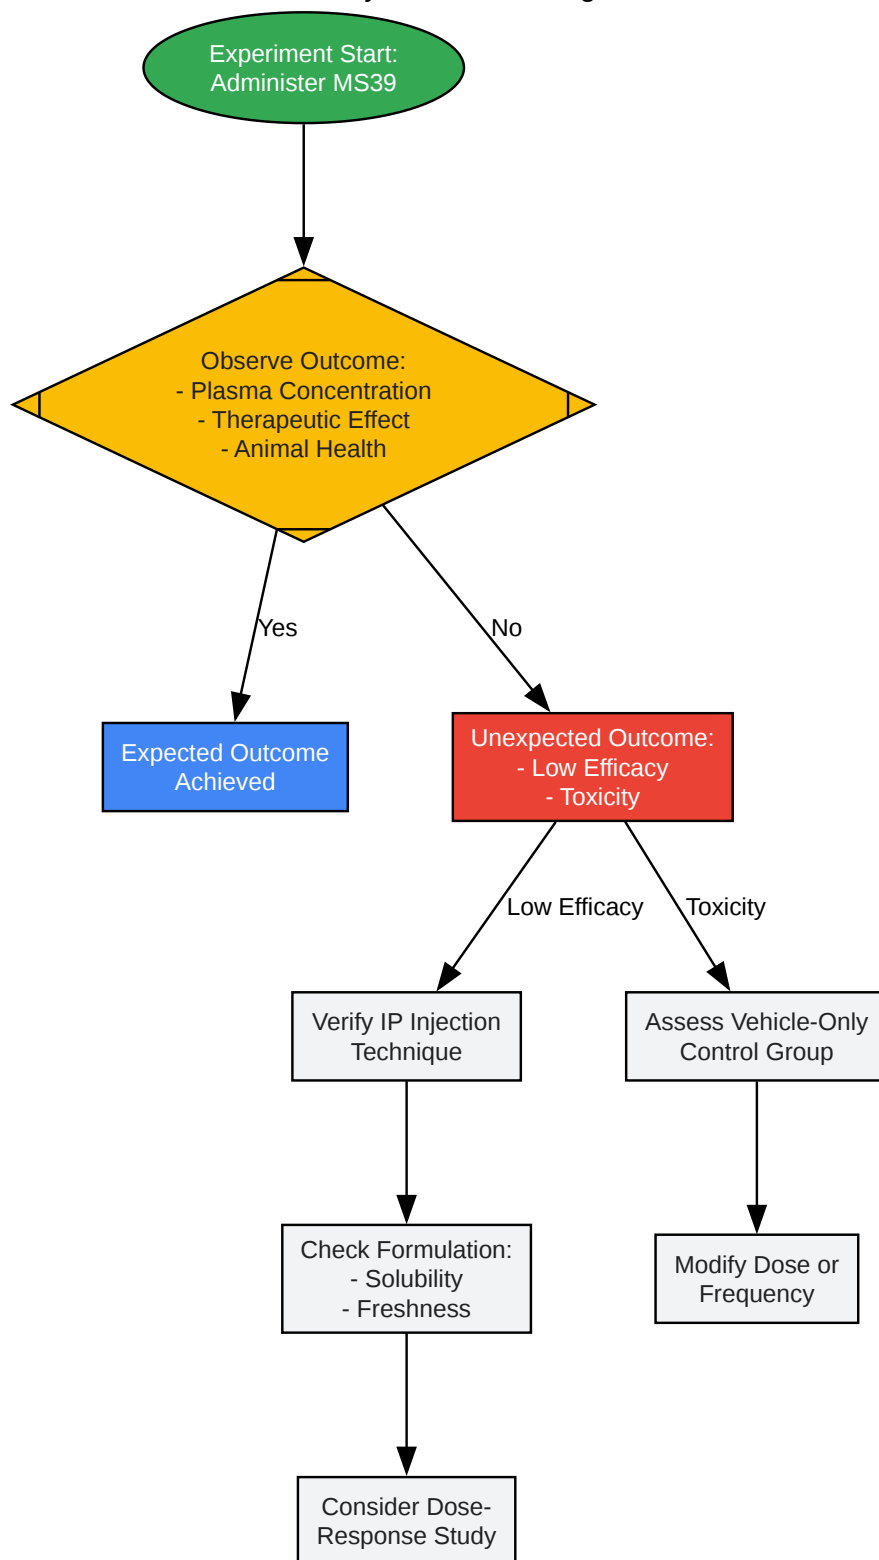 Experiment Start:
Administer MS39
Observe Outcome:
- Plasma Concentration
- Therapeutic Effect
- Animal Health
Yes
No
Expected Outcome
Achieved
Unexpected Outcome:
- Low Efficacy
- Toxicity
Low Efficacy
Toxicity
Verify IP Injection
Technique
Assess Vehicle-Only
Control Group
Check Formulation:
- Solubility
- Freshness
Modify Dose or
Frequency
Consider Dose-
Response Study